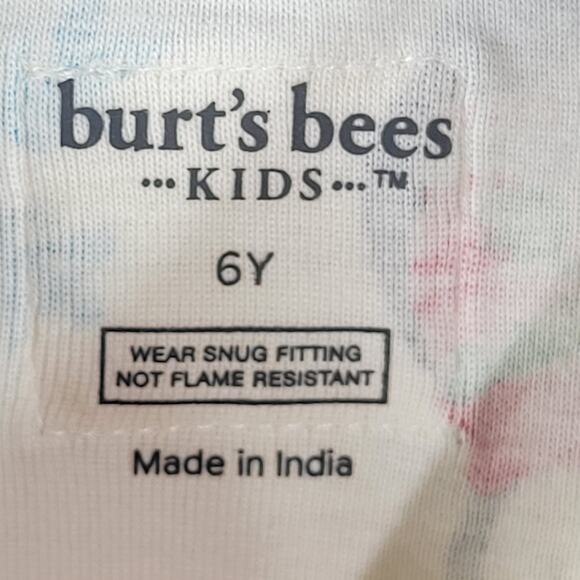 burt's bees
•••KIDS•••™
6Y
WEAR SNUG FITTING
NOT FLAME RESISTANT
Made in India